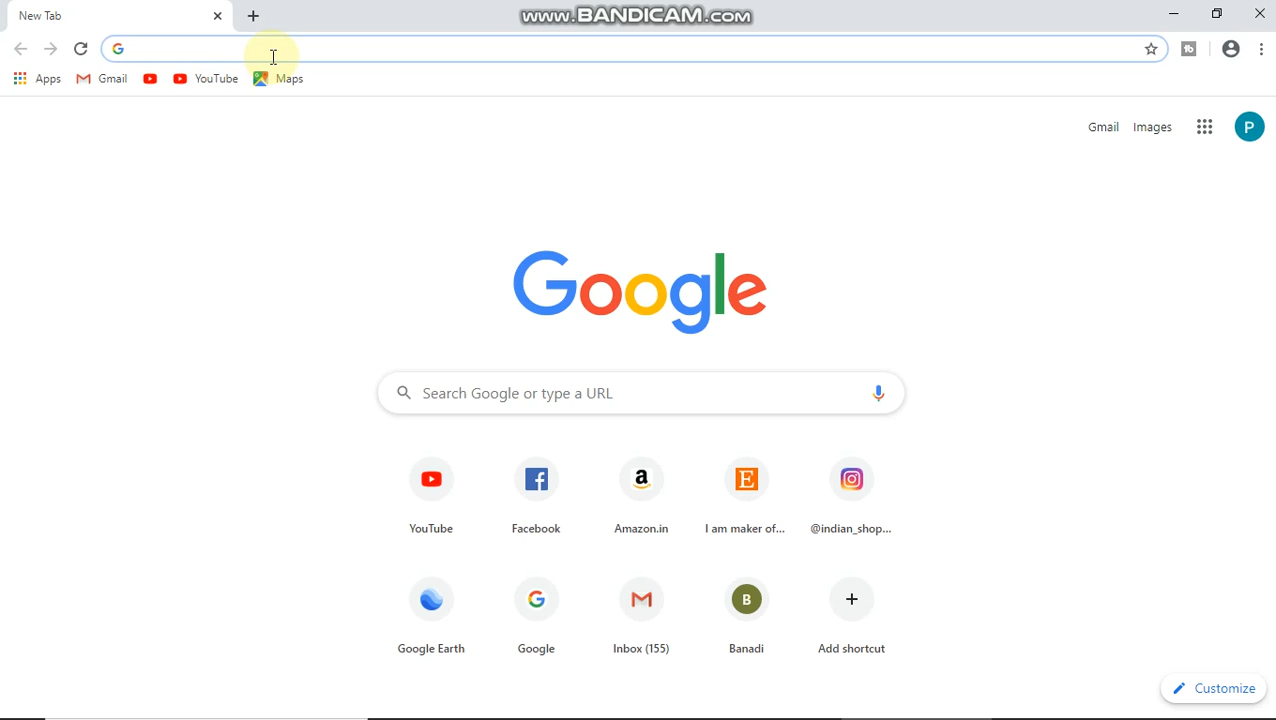 New Tab
www.BANDICAM.com
G
Apps Gmail YouTube Maps
Gmail Images P
Google
Search Google or type a URL
a E
YouTube Facebook Amazon.in I am maker of... @indian_shop...
G B
Google Earth Google Inbox (155) Banadi Add shortcut
Customize